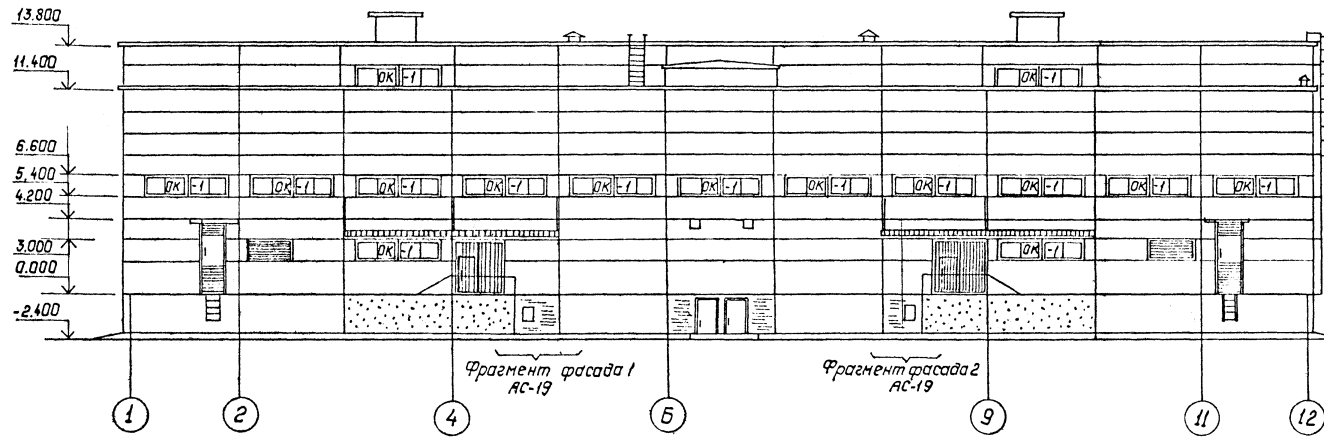 13.800
11.400
ОК -1 ОК -1
6.600
5,400
4.200
ОК -1 ОК -1 ОК -1 ОК -1 ОК -1 ОК -1 ОК -1 ОК -1 ОК -1 ОК -1 ОК -1
3.000
ОК -1 ОК -1
0.000
-2.400
Фрагмент фасада 1
АС-19
Фрагмент фасада 2
АС-19
1 2 4 6 9 11 12